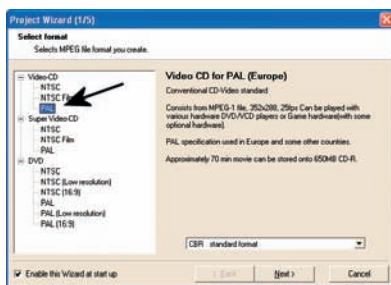 Project Wizard (1/5)
Select format
Selects MPEG file format you create.
Video-CD
NTSC
NTSC Film
PAL
Super Video-CD
NTSC
NTSC Film
PAL
DVD
NTSC
NTSC (Low resolution)
NTSC (16:9)
PAL
PAL (Low resolution)
PAL (16:9)
Video CD for PAL (Europe)
Conventional CD-Video standard
Consists from MPEG-1 file, 352x288, 25fps Can be played with
various hardware DVD/VCD players or Game hardware(with some
optional hardware).
PAL specification used in Europe and some other countries.
Approximately 70 min movie can be stored onto 650MB CD-R.
CBR standard format
Enable this Wizard at start up
< Back
Next >
Cancel